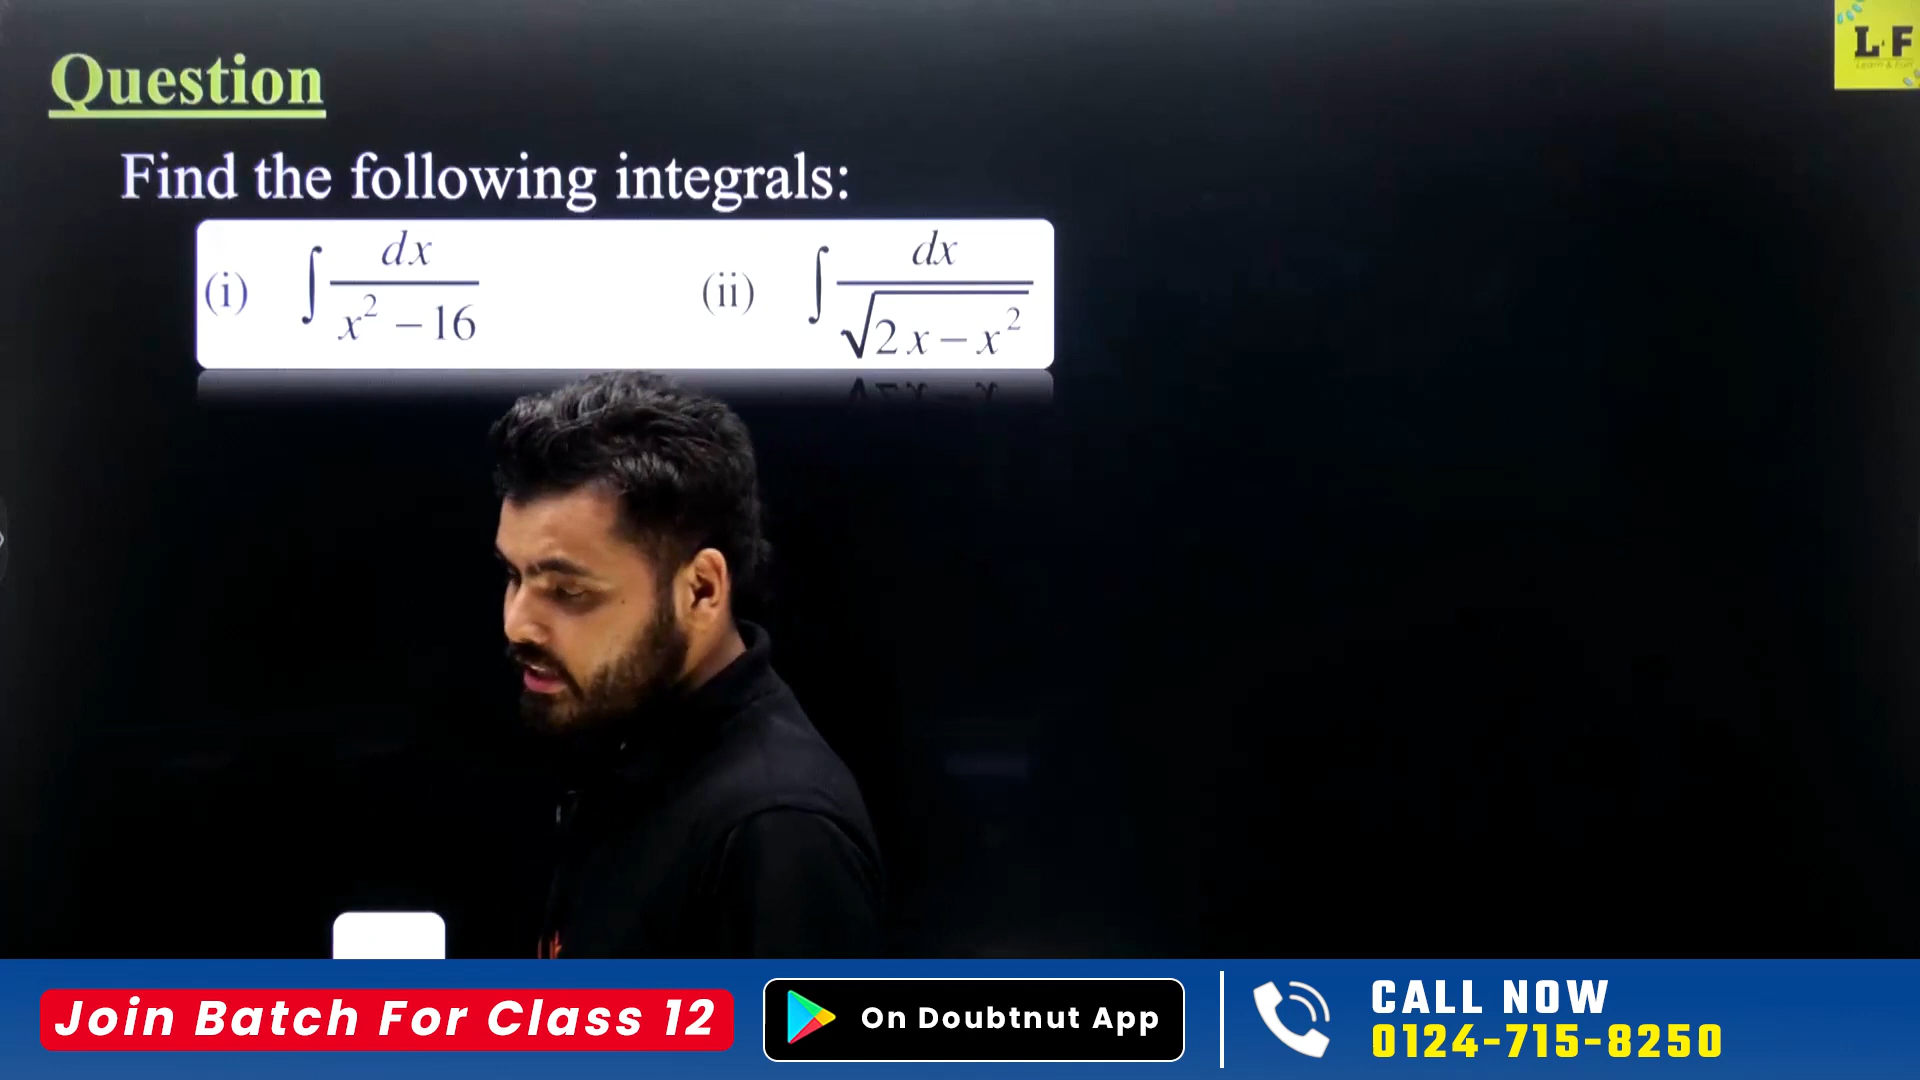 Question
L F
Find the following integrals:
(i) ∫ dx / (x² − 16) (ii) ∫ dx / √(2x − x²)
Join Batch For Class 12
On Doubtnut App
CALL NOW
0124-715-8250